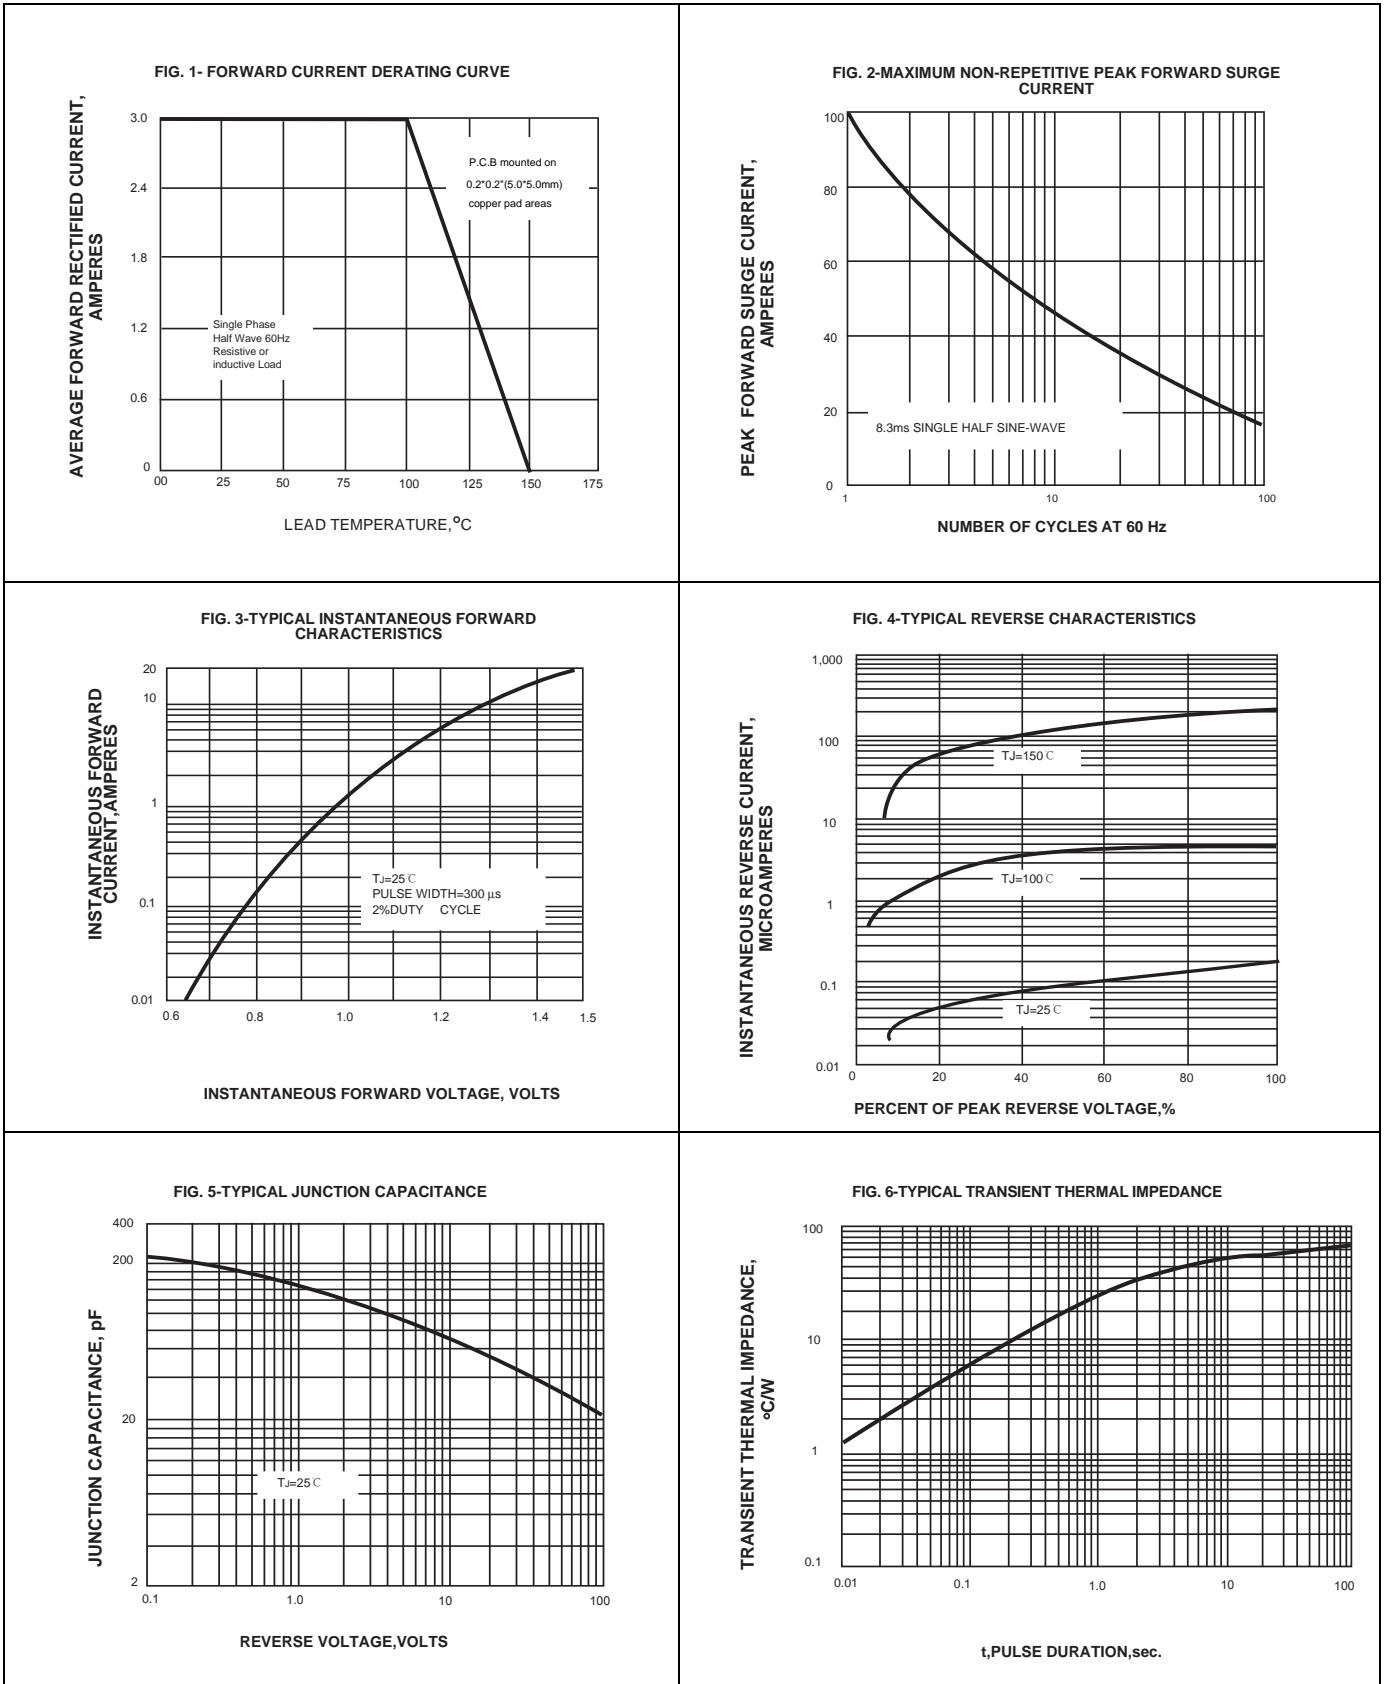 FIG. 1- FORWARD CURRENT DERATING CURVE
AVERAGE FORWARD RECTIFIED CURRENT,
AMPERES
3.0
2.4
1.8
1.2
0.6
0
P.C.B mounted on
0.2*0.2"(5.0*5.0mm)
copper pad areas
Single Phase
Half Wave 60Hz
Resistive or
inductive Load
00 25 50 75 100 125 150 175
LEAD TEMPERATURE,°C
FIG. 2-MAXIMUM NON-REPETITIVE PEAK FORWARD SURGE
CURRENT
PEAK FORWARD SURGE CURRENT,
AMPERES
100
80
60
40
20
0
8.3ms SINGLE HALF SINE-WAVE
1 10 100
NUMBER OF CYCLES AT 60 Hz
FIG. 3-TYPICAL INSTANTANEOUS FORWARD
CHARACTERISTICS
INSTANTANEOUS FORWARD
CURRENT,AMPERES
20
10
1
0.1
0.01
TJ=25℃
PULSE WIDTH=300 µs
2%DUTY CYCLE
0.6 0.8 1.0 1.2 1.4 1.5
INSTANTANEOUS FORWARD VOLTAGE, VOLTS
FIG. 4-TYPICAL REVERSE CHARACTERISTICS
INSTANTANEOUS REVERSE CURRENT,
MICROAMPERES
1,000
100
10
1
0.1
0.01
TJ=150℃
TJ=100℃
TJ=25℃
0 20 40 60 80 100
PERCENT OF PEAK REVERSE VOLTAGE,%
FIG. 5-TYPICAL JUNCTION CAPACITANCE
JUNCTION CAPACITANCE, pF
400
200
20
2
TJ=25℃
0.1 1.0 10 100
REVERSE VOLTAGE,VOLTS
FIG. 6-TYPICAL TRANSIENT THERMAL IMPEDANCE
TRANSIENT THERMAL IMPEDANCE,
°C/W
100
10
1
0.1
0.01 0.1 1.0 10 100
t,PULSE DURATION,sec.